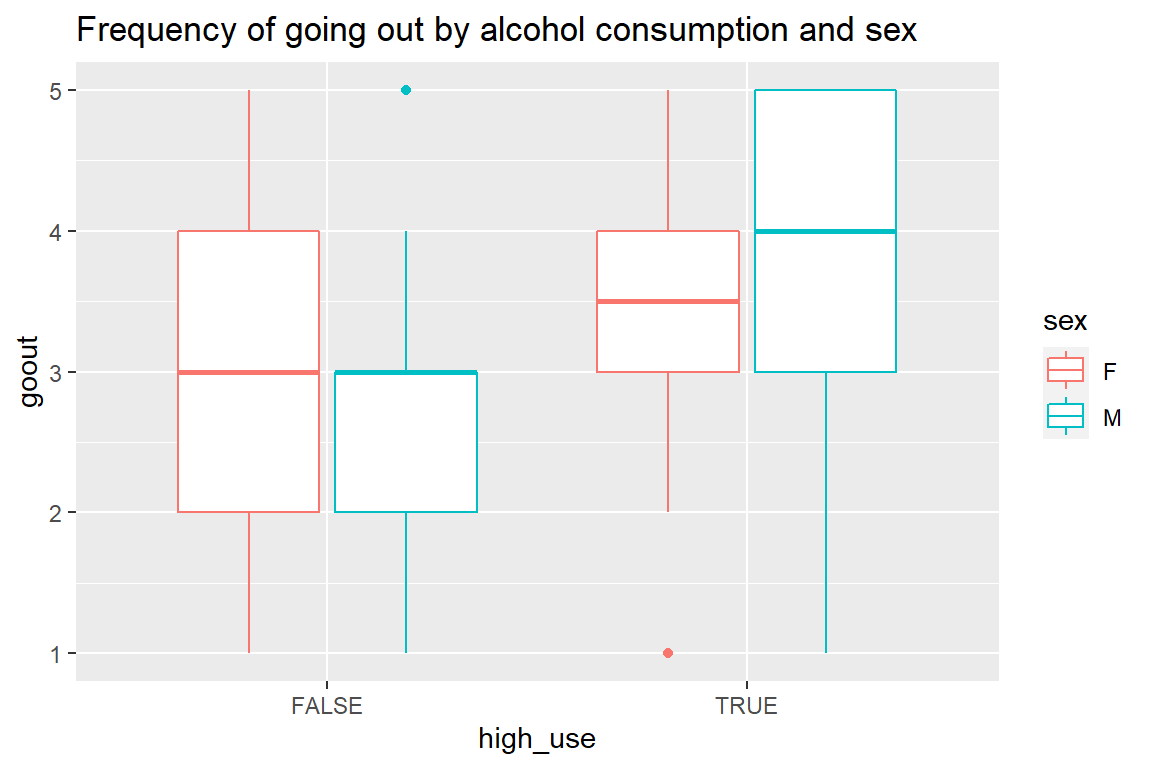 Frequency of going out by alcohol consumption and sex
5
4
3
2
1
goout
FALSE
TRUE
high_use
sex
F
M